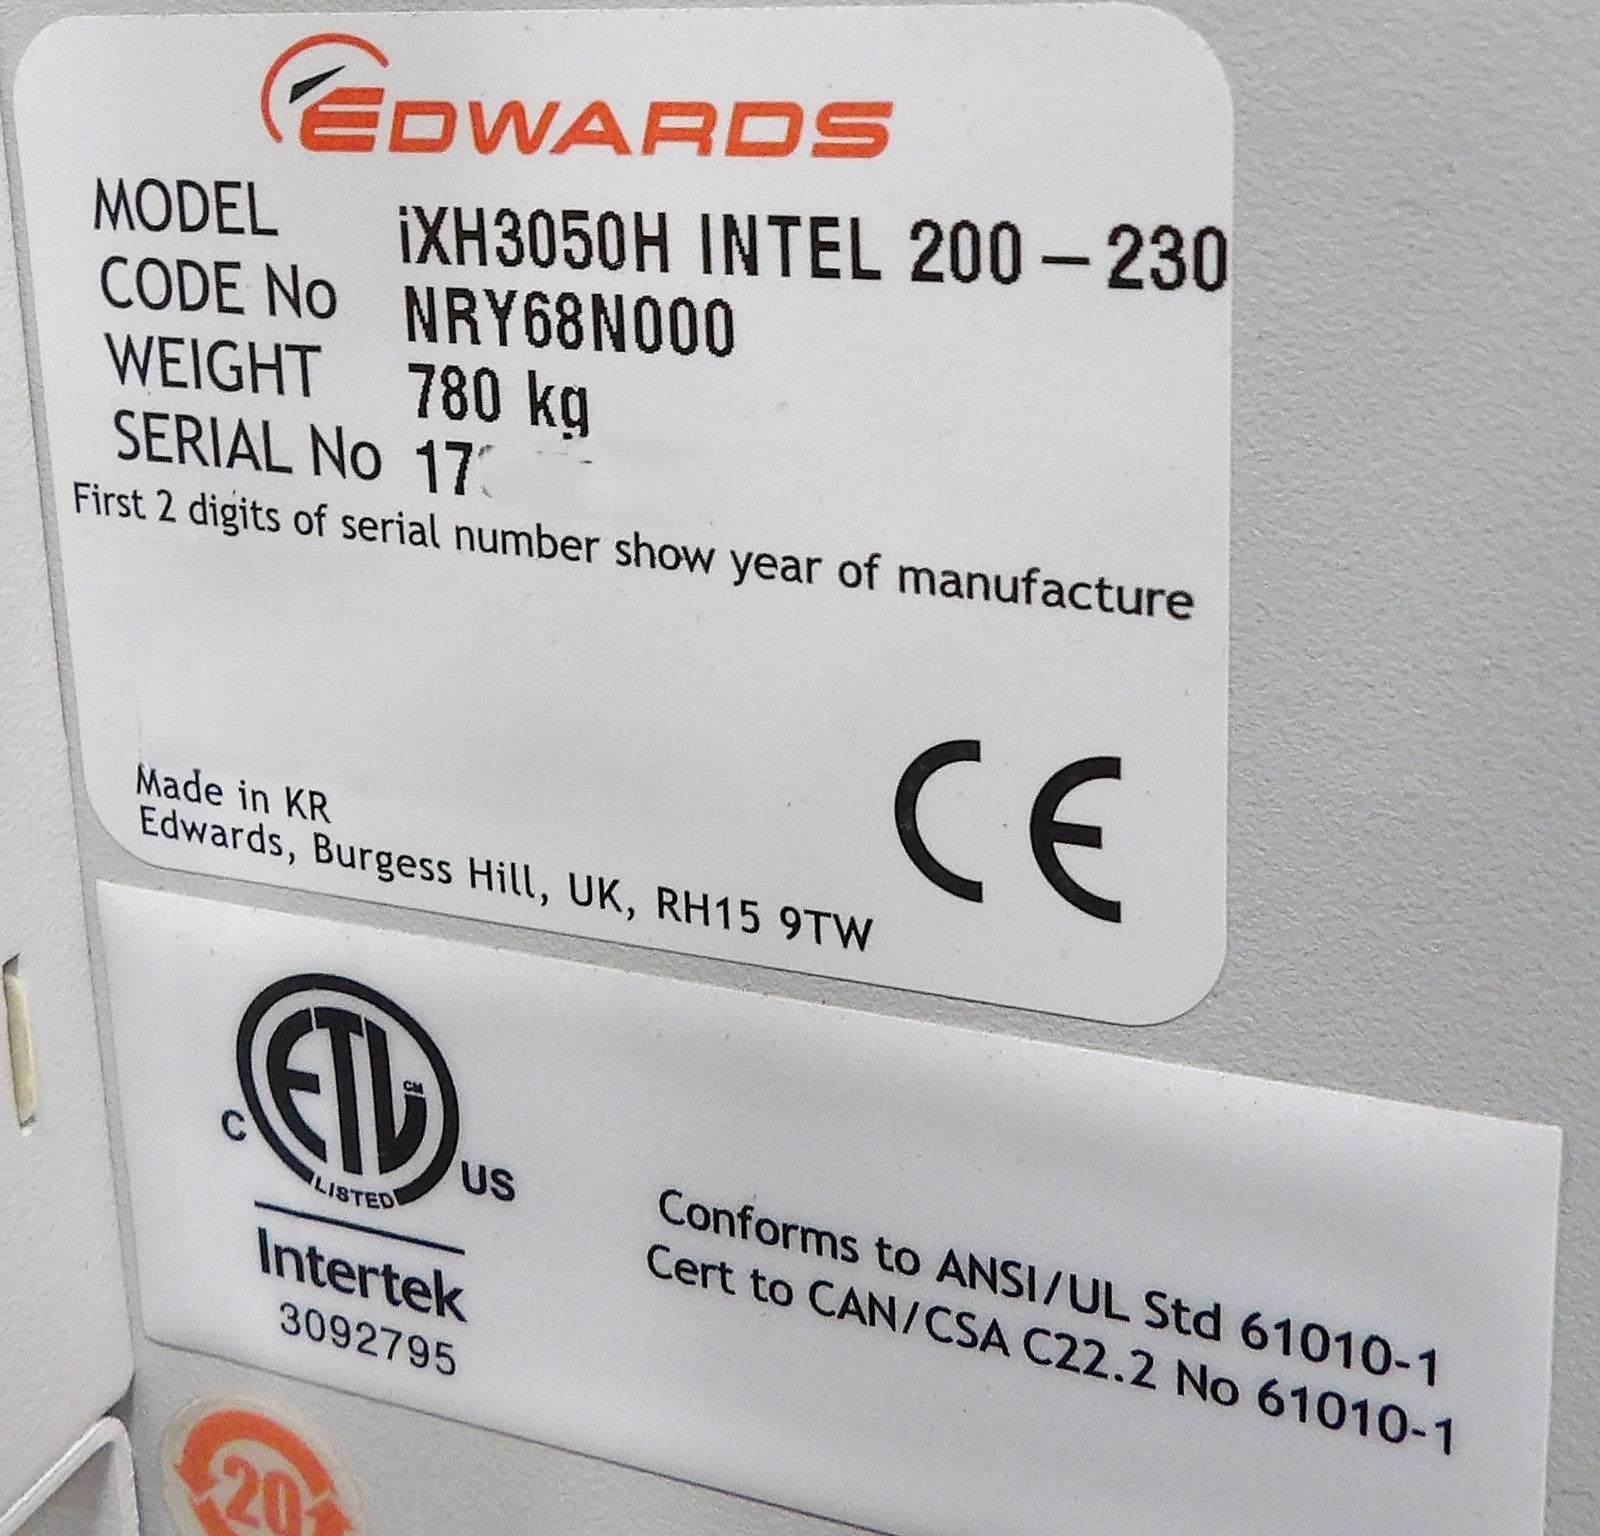 EDWARDS
MODEL iXH3050H INTEL 200-230
CODE No NRY68N000
WEIGHT 780 kg
SERIAL No 17
First 2 digits of serial number show year of manufacture
Made in KR
Edwards, Burgess Hill, UK, RH15 9TW
CE
ETL CM
C US
LISTED
Intertek
3092795
Conforms to ANSI/UL Std 61010-1
Cert to CAN/CSA C22.2 No 61010-1
20